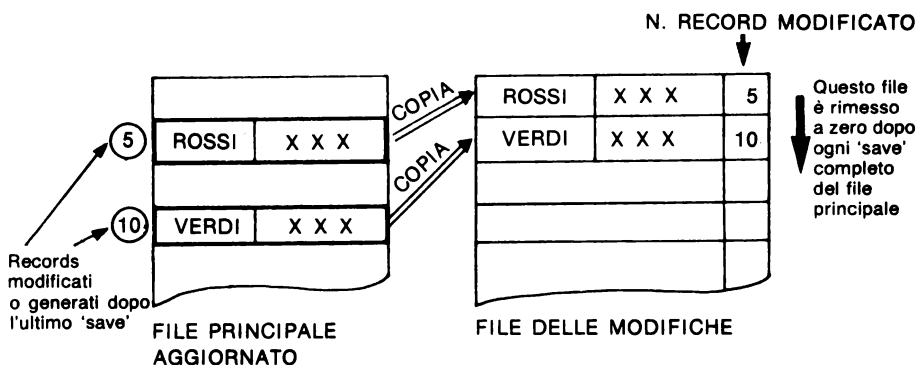 N. RECORD MODIFICATO
COPIA
COPIA
ROSSI X X X 5
VERDI X X X 10
Questo file
è rimesso
a zero dopo
ogni ‘save’
completo
del file
principale
5 ROSSI X X X
10 VERDI X X X
Records
modificati
o generati dopo
l'ultimo ‘save’
FILE PRINCIPALE
AGGIORNATO
FILE DELLE MODIFICHE